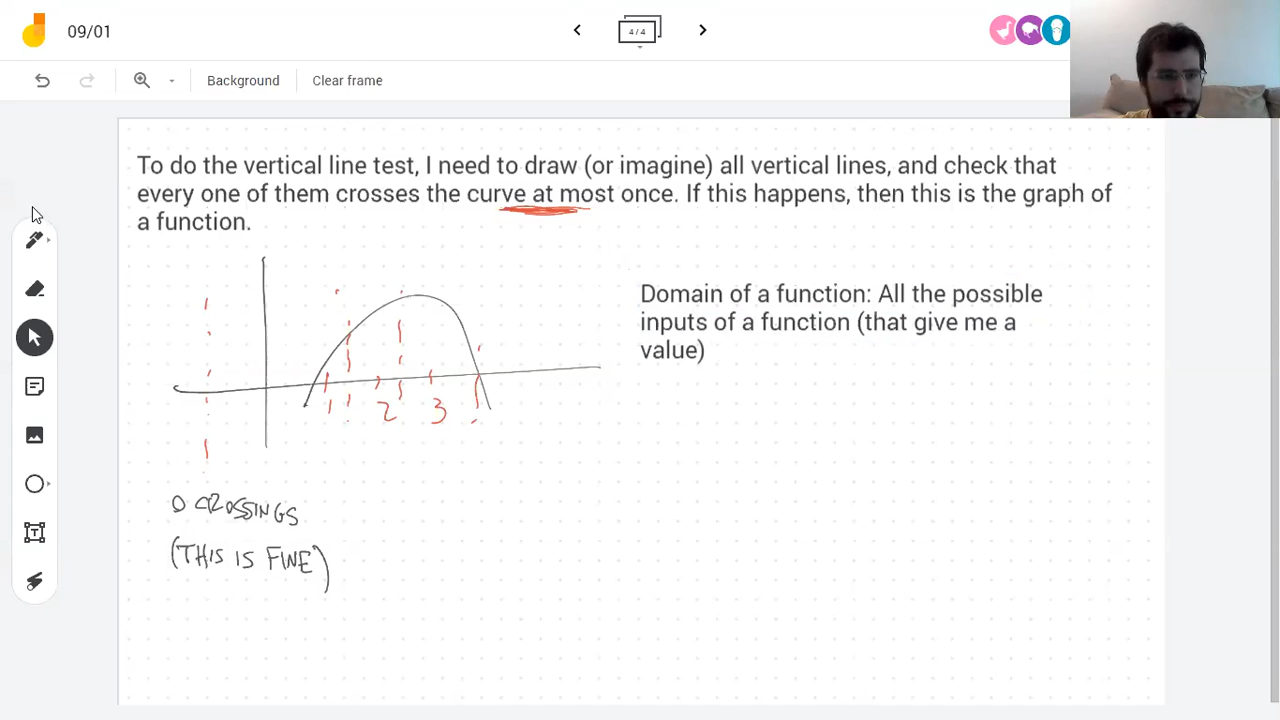 09/01
4/4
Background
Clear frame
To do the vertical line test, I need to draw (or imagine) all vertical lines, and check that
every one of them crosses the curve at most once. If this happens, then this is the graph of
a function.
Domain of a function: All the possible
inputs of a function (that give me a
value)
1 2 3
0 CROSSINGS
(THIS IS FINE)